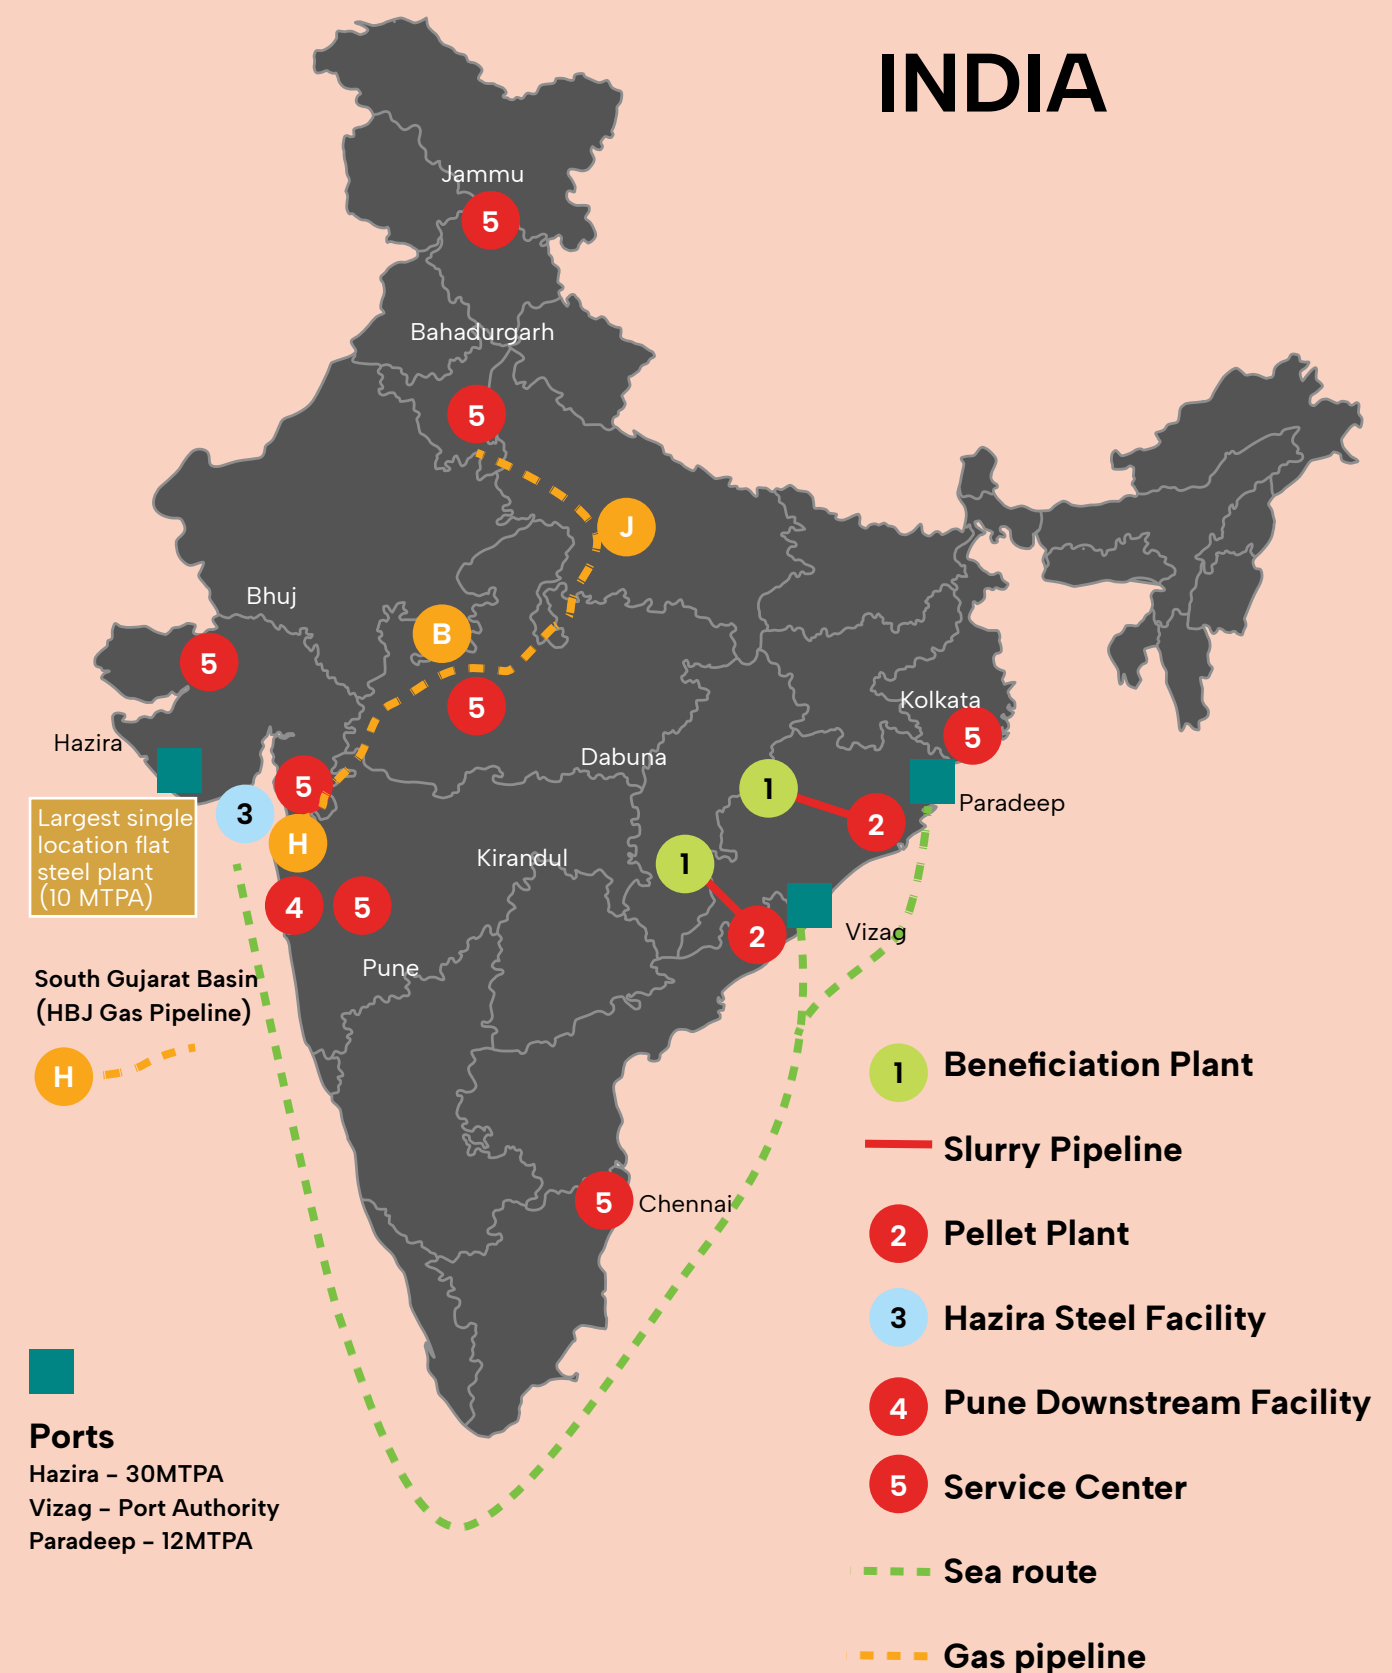 INDIA
Jammu
5
Bahadurgarh
5
J
Bhuj
B
5
5
Kolkata
5
Hazira
Dabuna
5
1
Paradeep
3
2
Largest single
location flat
steel plant
(10 MTPA)
H
Kirandul
1
4
5
2
Vizag
Pune
South Gujarat Basin
(HBJ Gas Pipeline)
H
Chennai
5
1 Beneficiation Plant
Slurry Pipeline
2 Pellet Plant
3 Hazira Steel Facility
4 Pune Downstream Facility
5 Service Center
Sea route
Gas pipeline
Ports
Hazira - 30MTPA
Vizag - Port Authority
Paradeep - 12MTPA